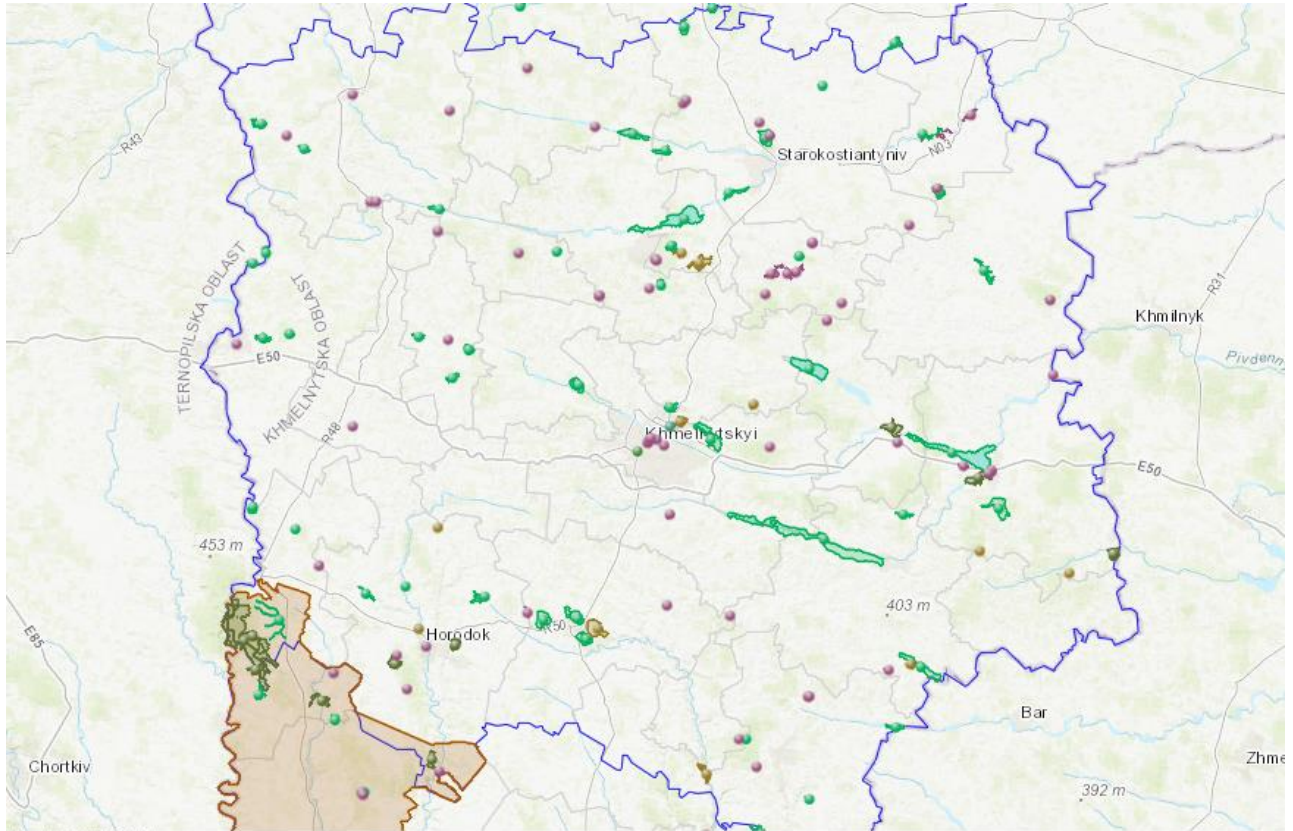 R43
Starokostiantyniv
N03
TERNOPILSKA OBLAST
KHMELNYTSKA OBLAST
R31
Khmilnyk
E50
Pivdenny
R48
Khmelnytskyi
E50
453 m
403 m
E85
Horodok
R50
Bar
Chortkiv
Zhme
392 m